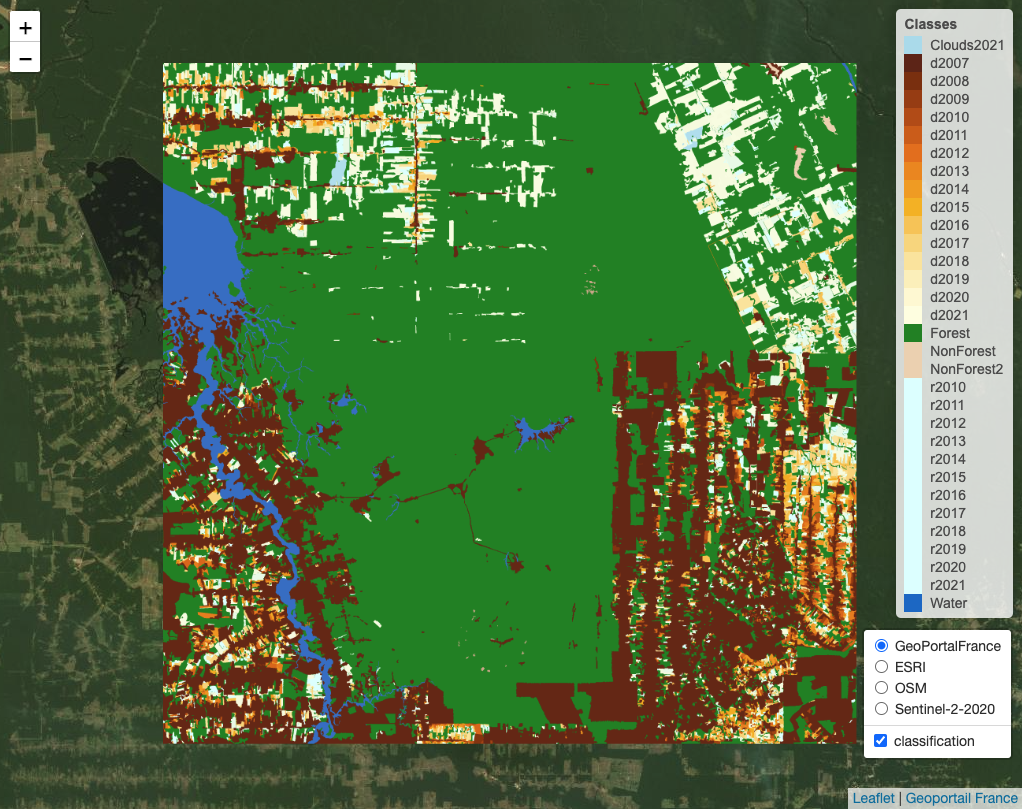 +
−
Classes
Clouds2021
d2007
d2008
d2009
d2010
d2011
d2012
d2013
d2014
d2015
d2016
d2017
d2018
d2019
d2020
d2021
Forest
NonForest
NonForest2
r2010
r2011
r2012
r2013
r2014
r2015
r2016
r2017
r2018
r2019
r2020
r2021
Water
GeoPortalFrance
ESRI
OSM
Sentinel-2-2020
classification
Leaflet | Geoportail France